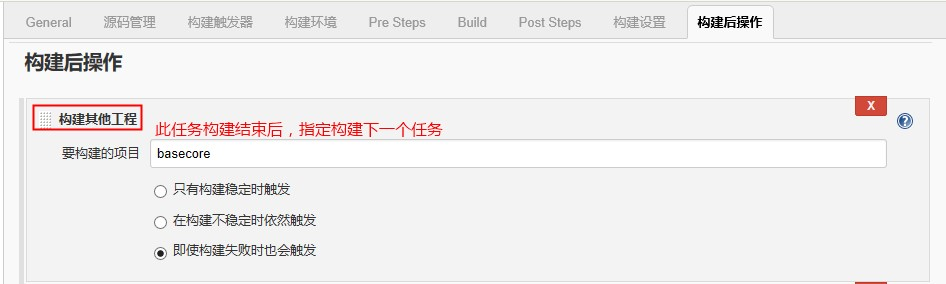 General 源码管理 构建触发器 构建环境 Pre Steps Build Post Steps 构建设置 构建后操作
构建后操作
X
构建其他工程
?
此任务构建结束后，指定构建下一个任务
要构建的项目 basecore
只有构建稳定时触发
在构建不稳定时依然触发
即使构建失败时也会触发